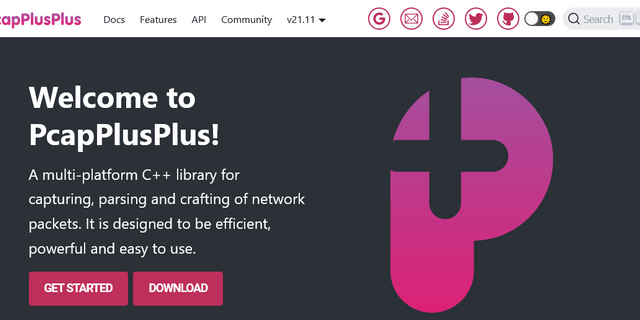 capPlusPlus Docs Features API Community v21.11 Search
Welcome to
PcapPlusPlus!
A multi-platform C++ library for
capturing, parsing and crafting of network
packets. It is designed to be efficient,
powerful and easy to use.
GET STARTED DOWNLOAD